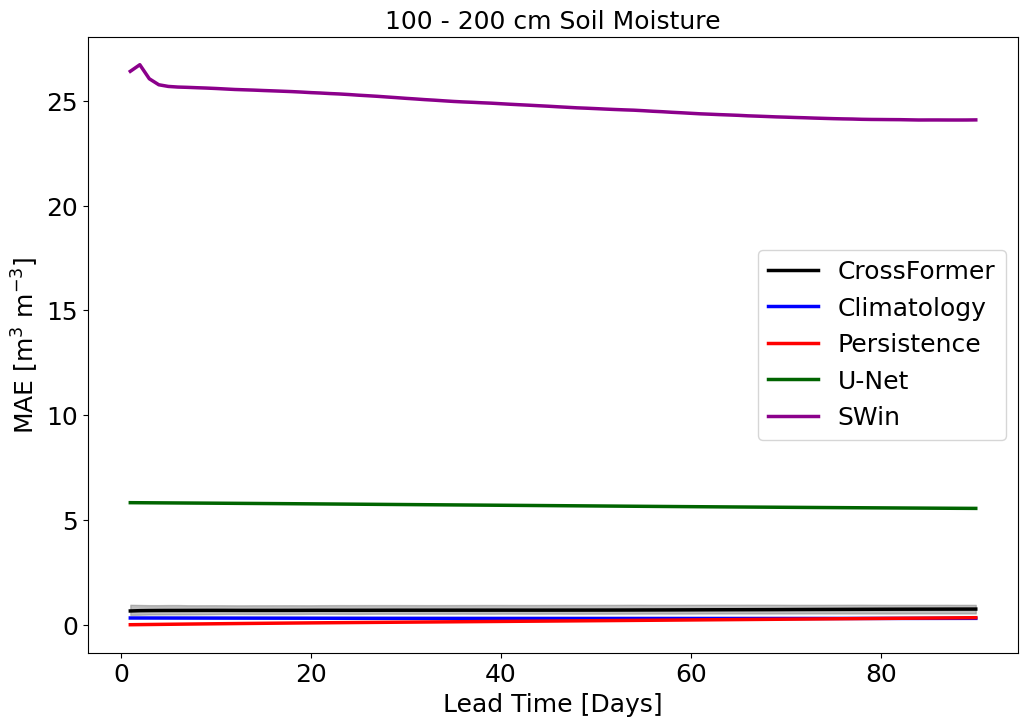 100 - 200 cm Soil Moisture
MAE [m³ m⁻³]
25
20
15
10
5
0
0 20 40 60 80
Lead Time [Days]
CrossFormer
Climatology
Persistence
U-Net
SWin